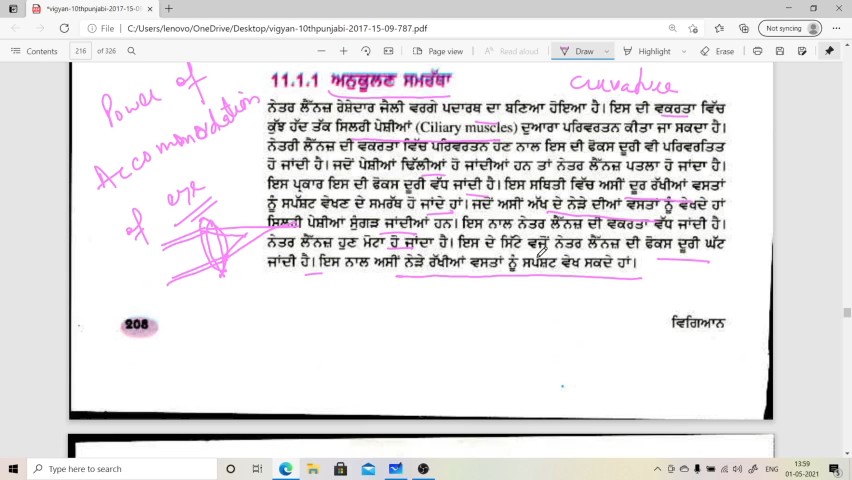 *vigyan-10thpunjabi-2017-15-09-
File | C:/Users/lenovo/OneDrive/Desktop/vigyan-10thpunjabi-2017-15-09-787.pdf
Not syncing
Contents 216 of 326 Page view Read aloud Draw Highlight Erase
11.1.1 ਅਨੁਕੂਲਣ ਸਮਰੱਥਾ
curvature
Power of
Accommodation
of eye
ਨੇਤਰ ਲੈੱਨਜ਼ ਰੇਸ਼ੇਦਾਰ ਜੈਲੀ ਵਰਗੇ ਪਦਾਰਥ ਦਾ ਬਣਿਆ ਹੋਇਆ ਹੈ। ਇਸ ਦੀ ਵਕਰਤਾ ਵਿੱਚ
ਕੁੱਝ ਹੱਦ ਤੱਕ ਸਿਲਰੀ ਪੇਸ਼ੀਆਂ (Ciliary muscles) ਦੁਆਰਾ ਪਰਿਵਰਤਨ ਕੀਤਾ ਜਾ ਸਕਦਾ ਹੈ।
ਨੇਤਰੀ ਲੈੱਨਜ਼ ਦੀ ਵਕਰਤਾ ਵਿੱਚ ਪਰਿਵਰਤਨ ਹੋਣ ਨਾਲ ਇਸ ਦੀ ਫੋਕਸ ਦੂਰੀ ਵੀ ਪਰਿਵਰਤਿਤ
ਹੋ ਜਾਂਦੀ ਹੈ। ਜਦੋਂ ਪੇਸ਼ੀਆਂ ਢਿੱਲੀਆਂ ਹੋ ਜਾਂਦੀਆਂ ਹਨ ਤਾਂ ਨੇਤਰ ਲੈੱਨਜ਼ ਪਤਲਾ ਹੋ ਜਾਂਦਾ ਹੈ।
ਇਸ ਪ੍ਰਕਾਰ ਇਸ ਦੀ ਫੋਕਸ ਦੂਰੀ ਵੱਧ ਜਾਂਦੀ ਹੈ। ਇਸ ਸਥਿਤੀ ਵਿੱਚ ਅਸੀਂ ਦੂਰ ਰੱਖੀਆਂ ਵਸਤਾਂ
ਨੂੰ ਸਪੱਸ਼ਟ ਵੇਖਣ ਦੇ ਸਮਰੱਥ ਹੋ ਜਾਂਦੇ ਹਾਂ। ਜਦੋਂ ਅਸੀਂ ਅੱਖ ਦੇ ਨੇੜੇ ਦੀਆਂ ਵਸਤਾਂ ਨੂੰ ਵੇਖਦੇ ਹਾਂ
ਸਿਲਰੀ ਪੇਸ਼ੀਆਂ ਸੁੰਗੜ ਜਾਂਦੀਆਂ ਹਨ। ਇਸ ਨਾਲ ਨੇਤਰ ਲੈੱਨਜ਼ ਦੀ ਵਕਰਤਾ ਵੱਧ ਜਾਂਦੀ ਹੈ।
ਨੇਤਰ ਲੈੱਨਜ਼ ਹੁਣ ਮੋਟਾ ਹੋ ਜਾਂਦਾ ਹੈ। ਇਸ ਦੇ ਸਿੱਟੇ ਵਜੋਂ ਨੇਤਰ ਲੈੱਨਜ਼ ਦੀ ਫੋਕਸ ਦੂਰੀ ਘੱਟ
ਜਾਂਦੀ ਹੈ। ਇਸ ਨਾਲ ਅਸੀਂ ਨੇੜੇ ਰੱਖੀਆਂ ਵਸਤਾਂ ਨੂੰ ਸਪੱਸ਼ਟ ਵੇਖ ਸਕਦੇ ਹਾਂ।
208 ਵਿਗਿਆਨ
Type here to search
ENG
13:59
01-05-2021